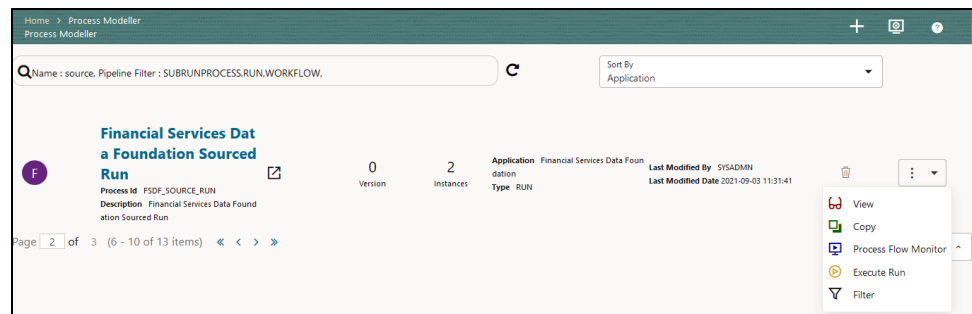 Home > Process Modeller
Process Modeller
?
Name : source, Pipeline Filter : SUBRUNPROCESS,RUN,WORKFLOW,
Sort By
Application
Financial Services Dat
a Foundation Sourced
Run
Process Id FSDF_SOURCE_RUN
Description Financial Services Data Found
ation Sourced Run
F
0
Version
2
Instances
Application Financial Services Data Foun
dation
Type RUN
Last Modified By SYSADMN
Last Modified Date 2021-09-03 11:31:41
View
Copy
Process Flow Monitor
Execute Run
Filter
Page 2 of 3 (6 - 10 of 13 items) « < > »